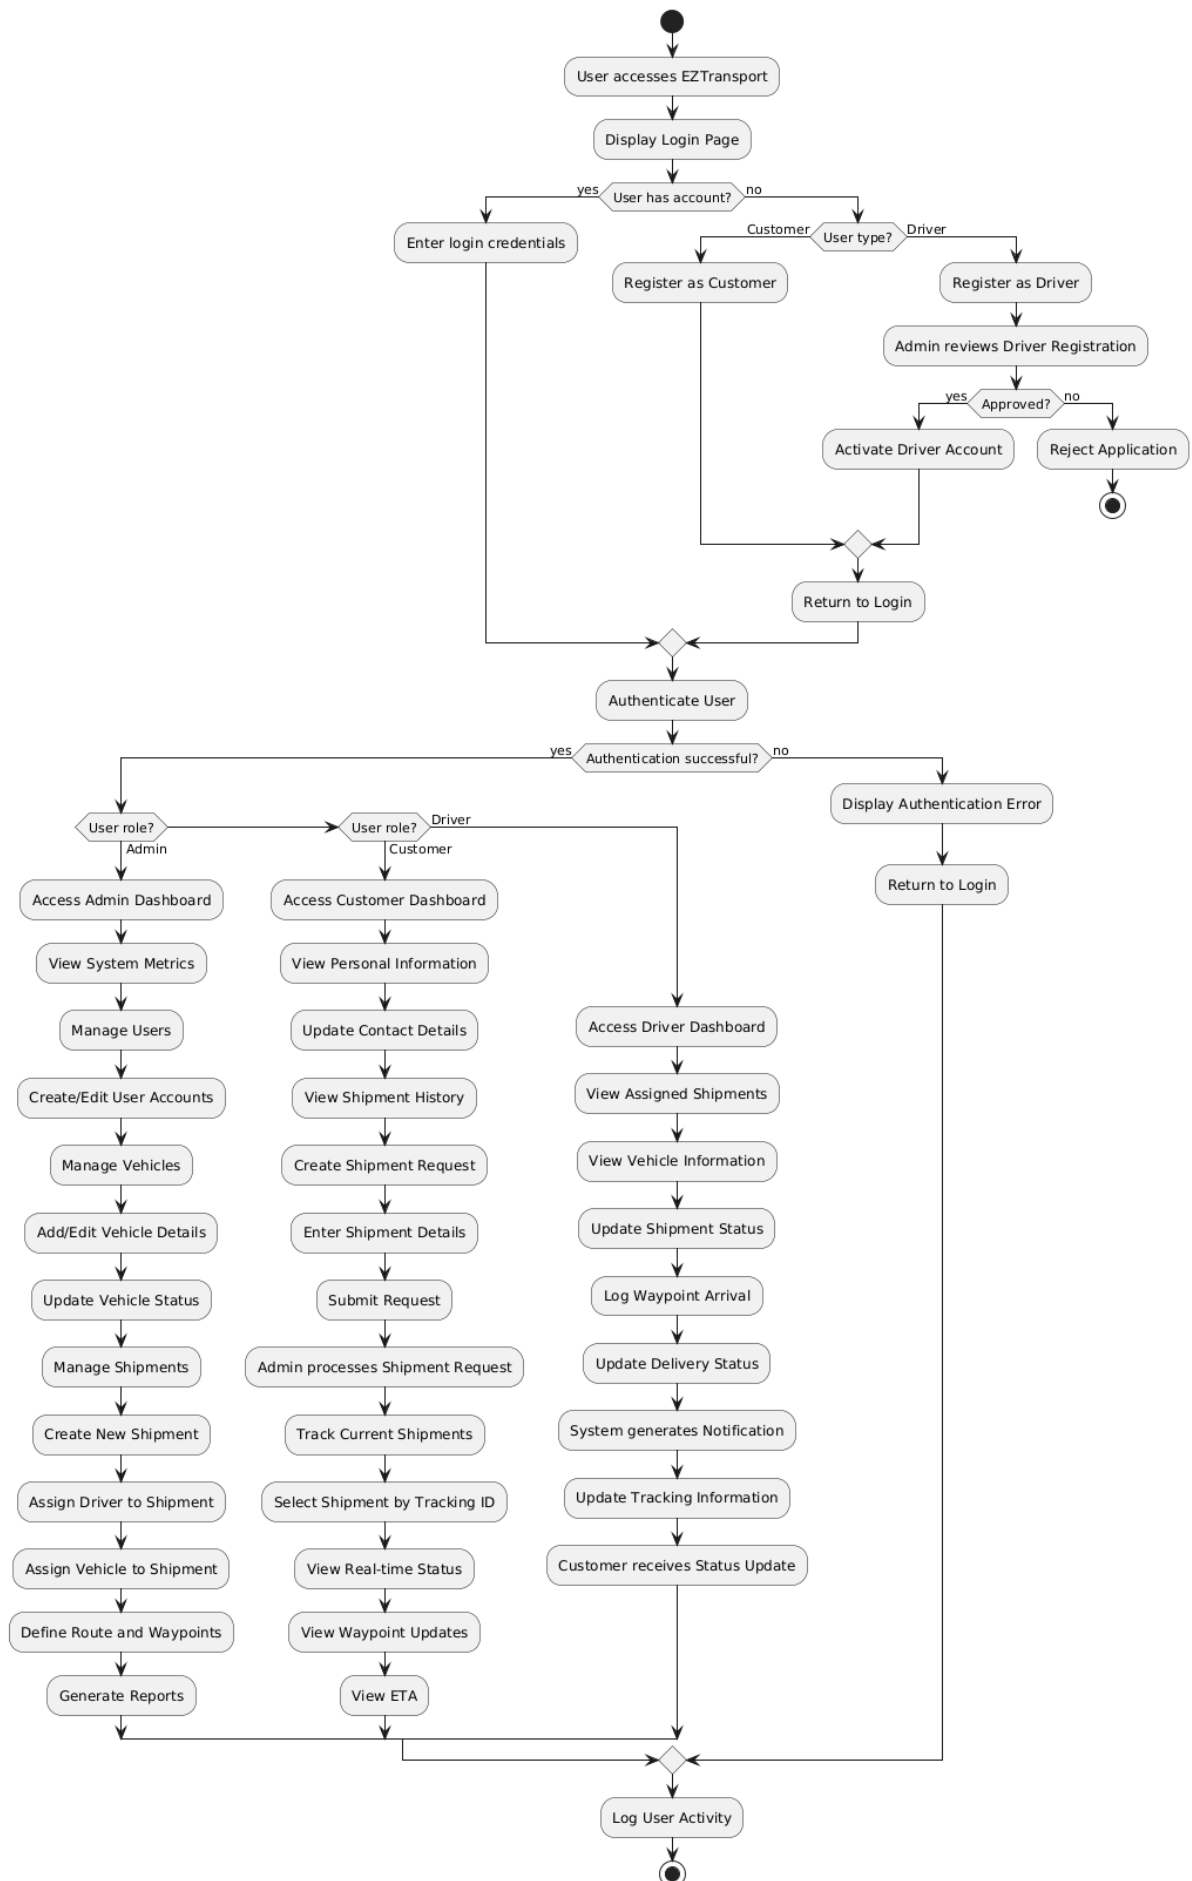 User accesses EZTransport
Display Login Page
yes
User has account?
no
Enter login credentials
Customer
User type?
Driver
Register as Customer
Register as Driver
Admin reviews Driver Registration
yes
Approved?
no
Activate Driver Account
Reject Application
Return to Login
Authenticate User
yes
Authentication successful?
no
Display Authentication Error
Return to Login
User role?
Admin
User role?
Driver
Customer
Access Admin Dashboard
View System Metrics
Manage Users
Create/Edit User Accounts
Manage Vehicles
Add/Edit Vehicle Details
Update Vehicle Status
Manage Shipments
Create New Shipment
Assign Driver to Shipment
Assign Vehicle to Shipment
Define Route and Waypoints
Generate Reports
Access Customer Dashboard
View Personal Information
Update Contact Details
View Shipment History
Create Shipment Request
Enter Shipment Details
Submit Request
Admin processes Shipment Request
Track Current Shipments
Select Shipment by Tracking ID
View Real-time Status
View Waypoint Updates
View ETA
Access Driver Dashboard
View Assigned Shipments
View Vehicle Information
Update Shipment Status
Log Waypoint Arrival
Update Delivery Status
System generates Notification
Update Tracking Information
Customer receives Status Update
Log User Activity